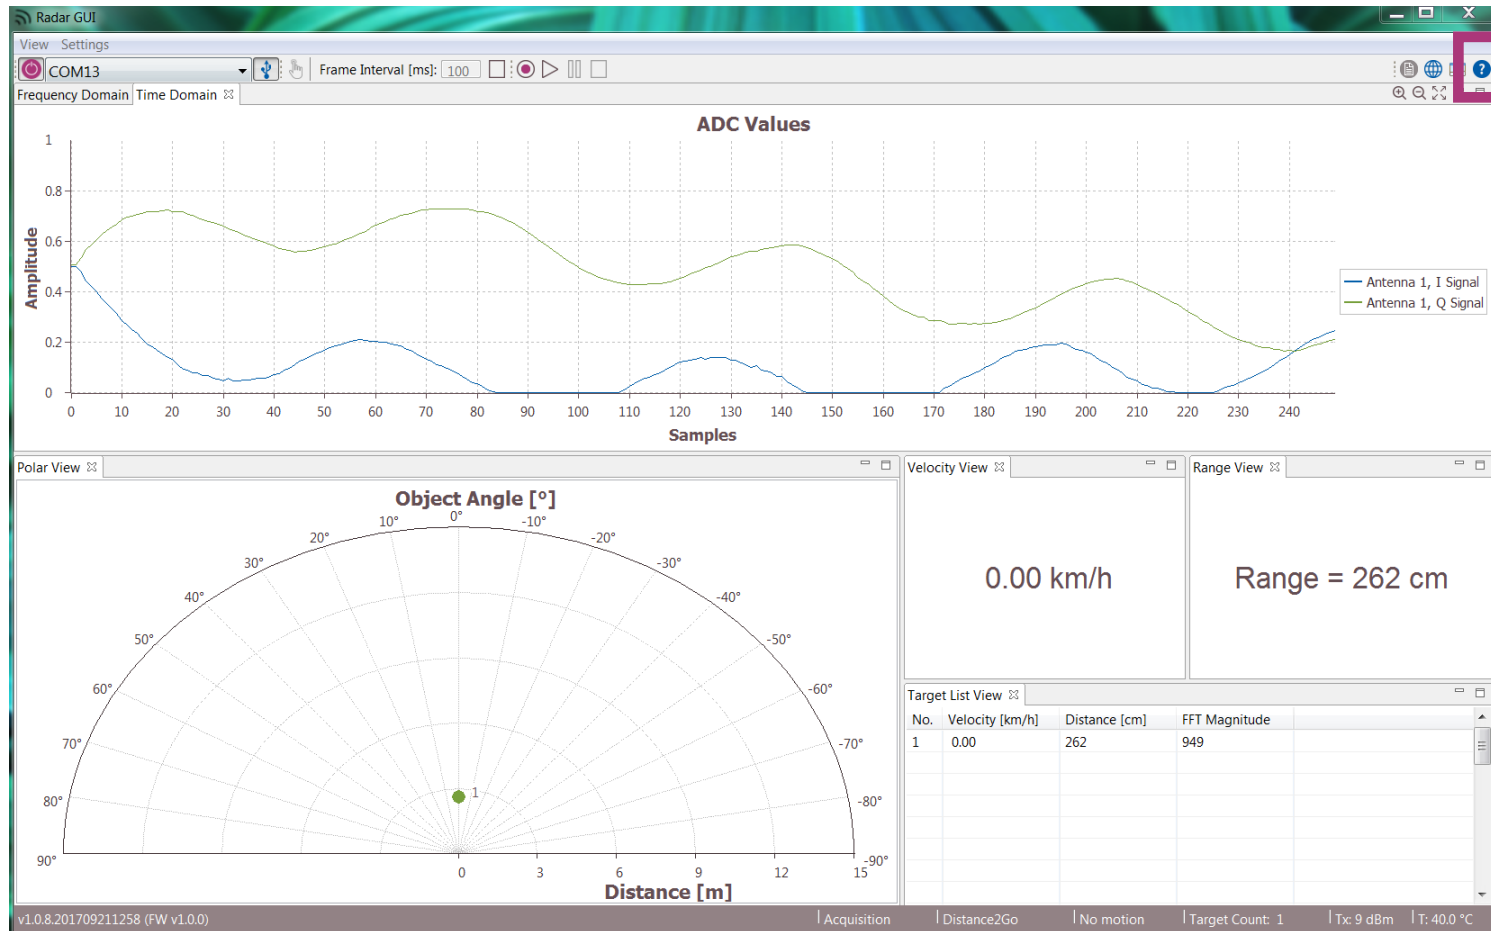 Radar GUI
View Settings
COM13 Frame Interval [ms]: 100
Frequency Domain Time Domain
ADC Values
1
0.8
0.6
0.4
0.2
0
Amplitude
0 10 20 30 40 50 60 70 80 90 100 110 120 130 140 150 160 170 180 190 200 210 220 230 240
Samples
Antenna 1, I Signal
Antenna 1, Q Signal
Polar View
Object Angle [°]
0°
10° -10°
20° -20°
30° -30°
40° -40°
50° -50°
60° -60°
70° -70°
80° -80°
90° -90°
1
0 3 6 9 12 15
Distance [m]
Velocity View
0.00 km/h
Range View
Range = 262 cm
Target List View
No. Velocity [km/h] Distance [cm] FFT Magnitude
1 0.00 262 949
v1.0.8.201709211258 (FW v1.0.0) Acquisition Distance2Go No motion Target Count: 1 Tx: 9 dBm T: 40.0 °C